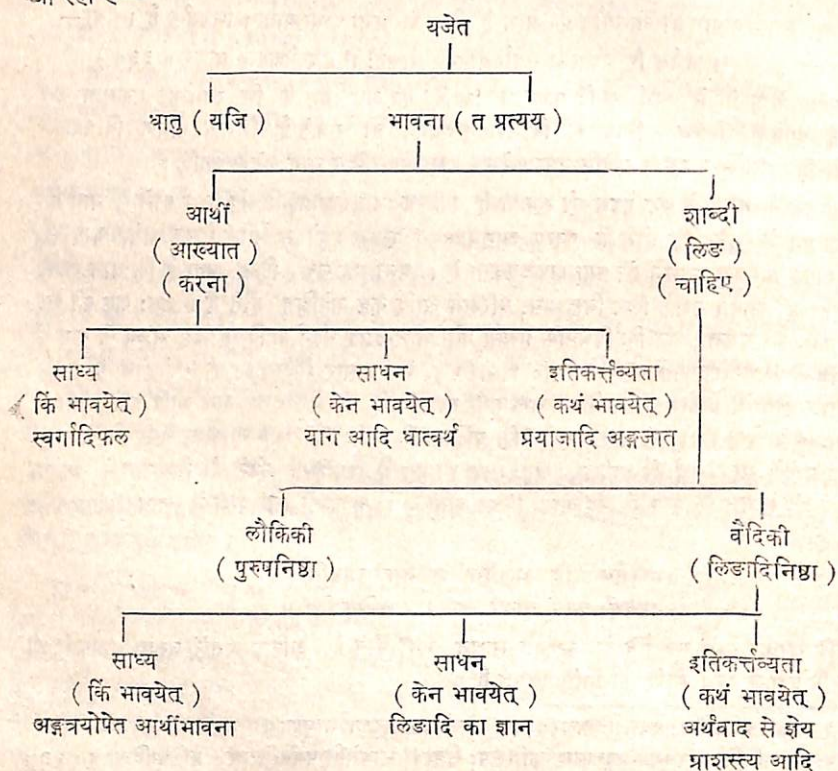 यजेत
धातु ( यजि ) भावना ( त प्रत्यय )
आर्थी शाब्दी
( आख्यात ) ( लिङ )
( करना ) ( चाहिए )
साध्य साधन इतिकर्त्तव्यता
( किं भावयेत् ) ( केन भावयेत् ) ( कथं भावयेत् )
स्वर्गादिफल याग आदि धात्वर्थ प्रयाजादि अङ्गजात
लौकिकी वैदिकी
( पुरुषनिष्ठा ) ( लिङादिनिष्ठा )
साध्य साधन इतिकर्त्तव्यता
( किं भावयेत् ) ( केन भावयेत् ) ( कथं भावयेत् )
अङ्गत्रयोपेत आर्थीभावना लिङादि का ज्ञान अर्थवाद से ज्ञेय
प्राशस्त्य आदि